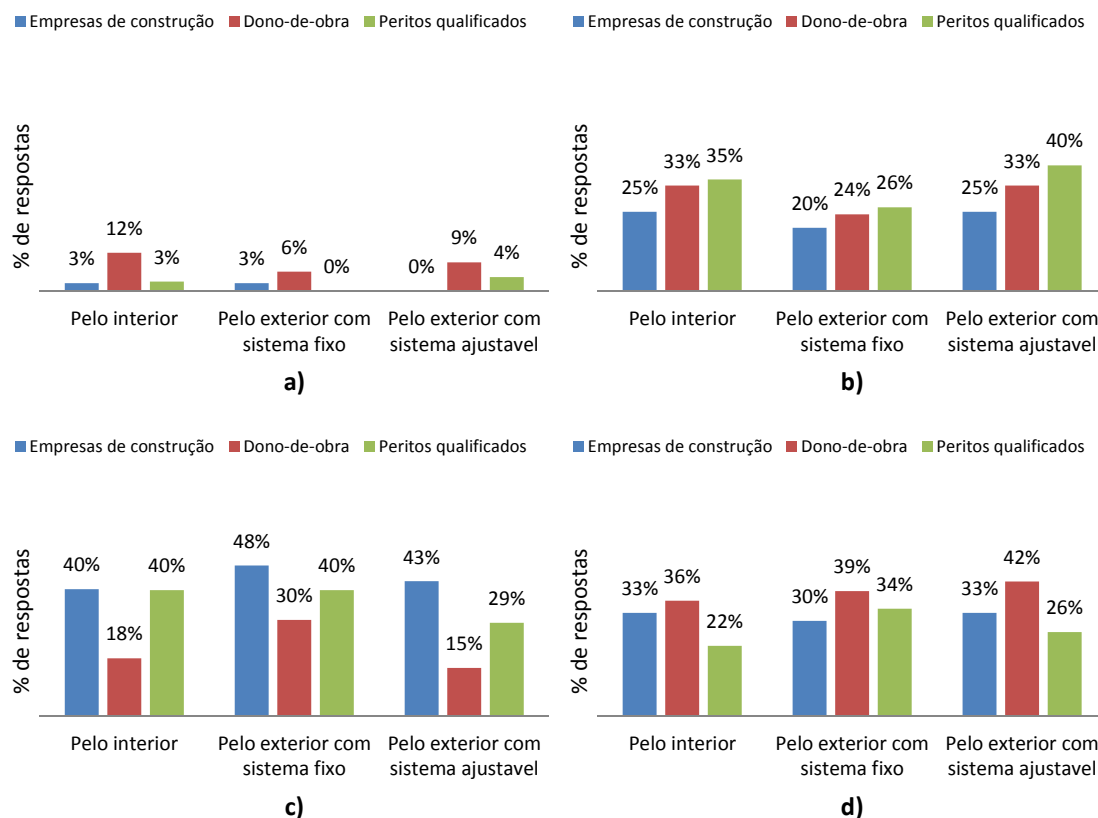 Empresas de construção Dono-de-obra Peritos qualificados
% de respostas
3% 12% 3% 3% 6% 0% 0% 9% 4%
Pelo interior Pelo exterior com sistema fixo Pelo exterior com sistema ajustavel
a)
Empresas de construção Dono-de-obra Peritos qualificados
% de respostas
25% 33% 35% 20% 24% 26% 25% 33% 40%
Pelo interior Pelo exterior com sistema fixo Pelo exterior com sistema ajustavel
b)
Empresas de construção Dono-de-obra Peritos qualificados
% de respostas
40% 18% 40% 48% 30% 40% 43% 15% 29%
Pelo interior Pelo exterior com sistema fixo Pelo exterior com sistema ajustavel
c)
Empresas de construção Dono-de-obra Peritos qualificados
% de respostas
33% 36% 22% 30% 39% 34% 33% 42% 26%
Pelo interior Pelo exterior com sistema fixo Pelo exterior com sistema ajustavel
d)